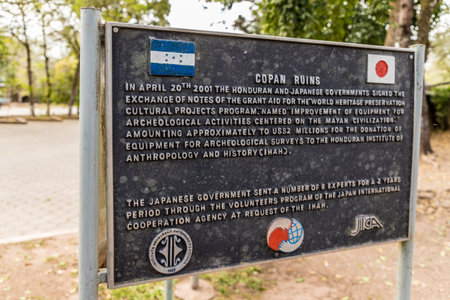 COPAN RUINS
IN APRIL 20TH 2001 THE HONDURAN AND JAPANESE GOVERNMENTS SIGNED THE
EXCHANGE OF NOTES OF THE GRANT AID FOR THE WORLD HERITAGE PRESERVATION
CULTURAL PROJECTS PROGRAM, NAMED IMPROVEMENT OF EQUIPMENT FOR
ARCHEOLOGICAL ACTIVITIES CENTERED ON THE MAYAN CIVILIZATION,
AMOUNTING APPROXIMATELY TO US$2 MILLIONS FOR THE DONATION OF
EQUIPMENT FOR ARCHEOLOGICAL SURVEYS TO THE HONDURAN INSTITUTE OF
ANTHROPOLOGY AND HISTORY(IHAH).
THE JAPANESE GOVERNMENT SENT A NUMBER OF 8 EXPERTS FOR A 2 YEARS
PERIOD THROUGH THE VOLUNTEERS PROGRAM OF THE JAPAN INTERNATIONAL
COOPERATION AGENCY AT REQUEST OF THE IHAH.
JICA